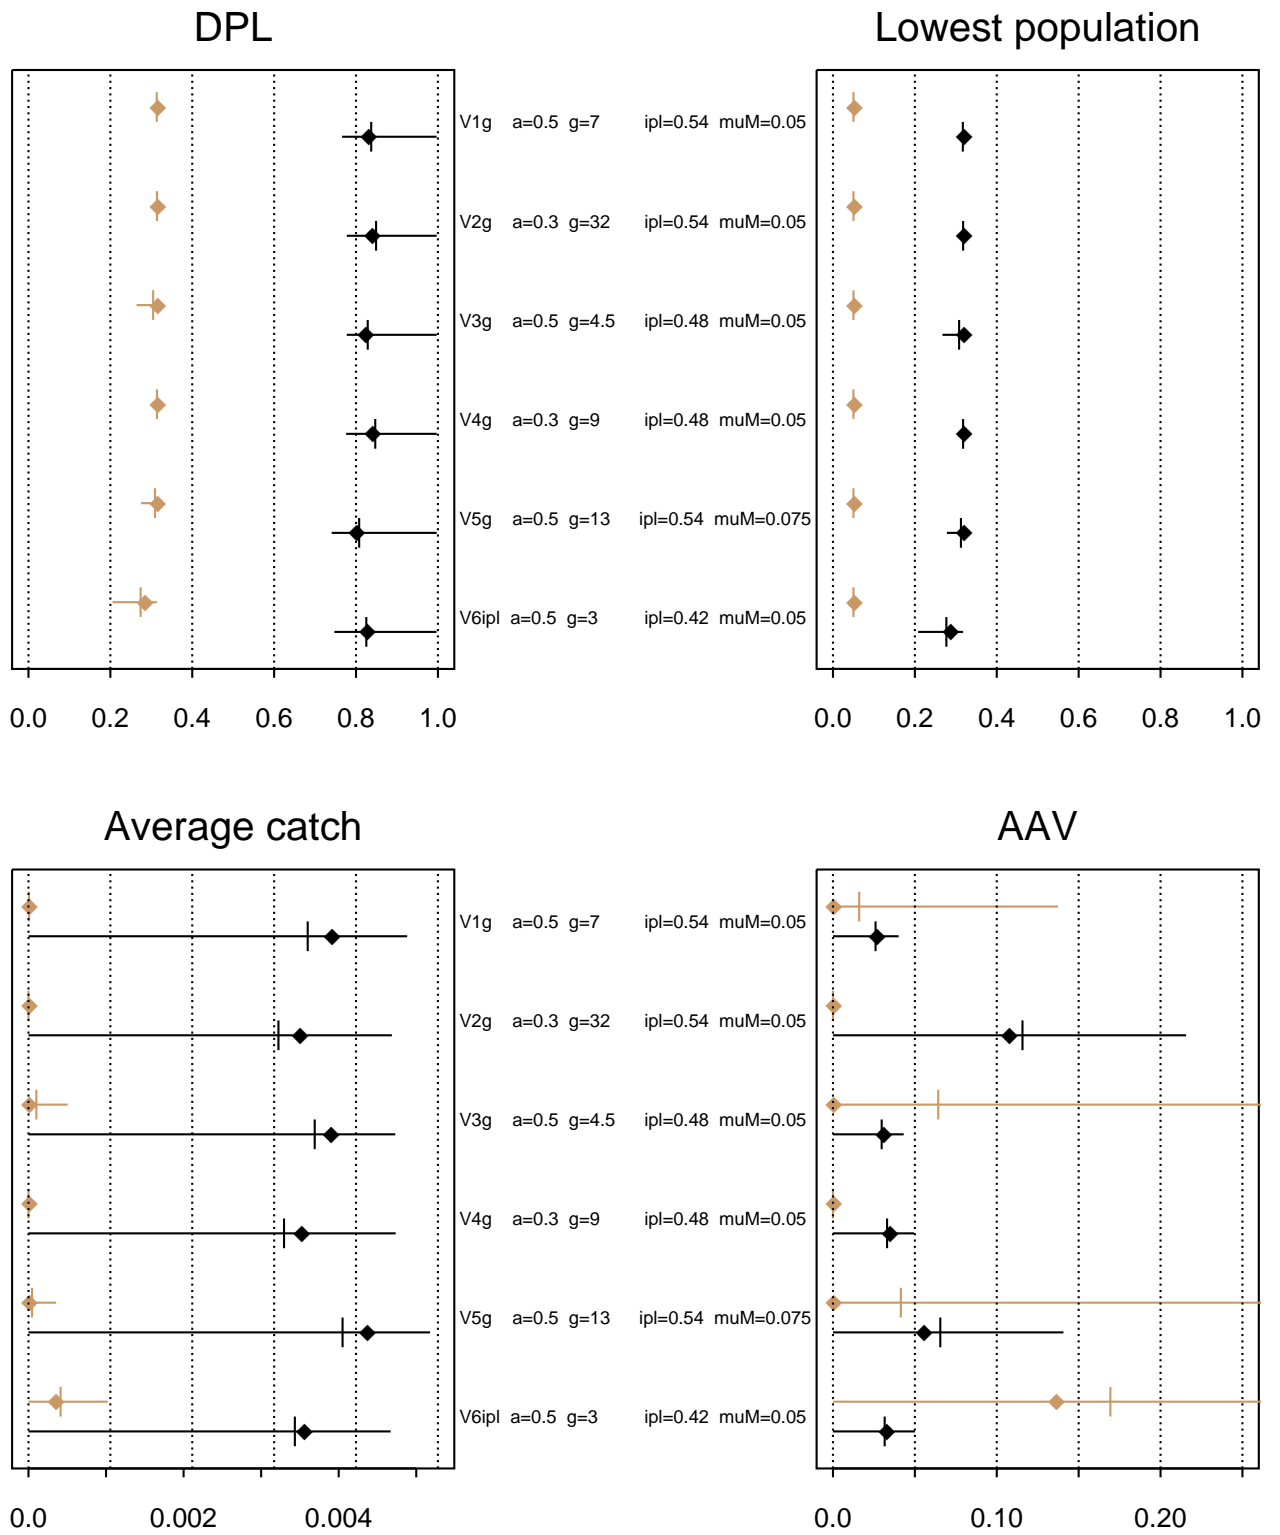 DPL
Lowest population
V1g a=0.5 g=7 ipl=0.54 muM=0.05
V2g a=0.3 g=32 ipl=0.54 muM=0.05
V3g a=0.5 g=4.5 ipl=0.48 muM=0.05
V4g a=0.3 g=9 ipl=0.48 muM=0.05
V5g a=0.5 g=13 ipl=0.54 muM=0.075
V6ipl a=0.5 g=3 ipl=0.42 muM=0.05
0.0 0.2 0.4 0.6 0.8 1.0
0.0 0.2 0.4 0.6 0.8 1.0
Average catch
AAV
V1g a=0.5 g=7 ipl=0.54 muM=0.05
V2g a=0.3 g=32 ipl=0.54 muM=0.05
V3g a=0.5 g=4.5 ipl=0.48 muM=0.05
V4g a=0.3 g=9 ipl=0.48 muM=0.05
V5g a=0.5 g=13 ipl=0.54 muM=0.075
V6ipl a=0.5 g=3 ipl=0.42 muM=0.05
0.0 0.002 0.004
0.0 0.10 0.20